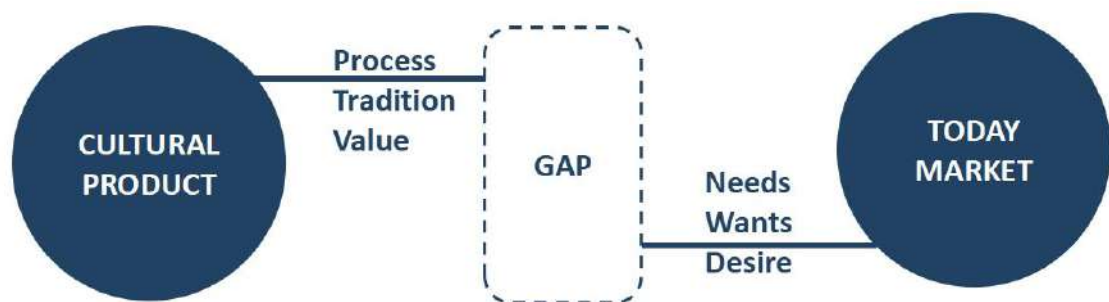 CULTURAL
PRODUCT
Process
Tradition
Value
GAP
Needs
Wants
Desire
TODAY
MARKET